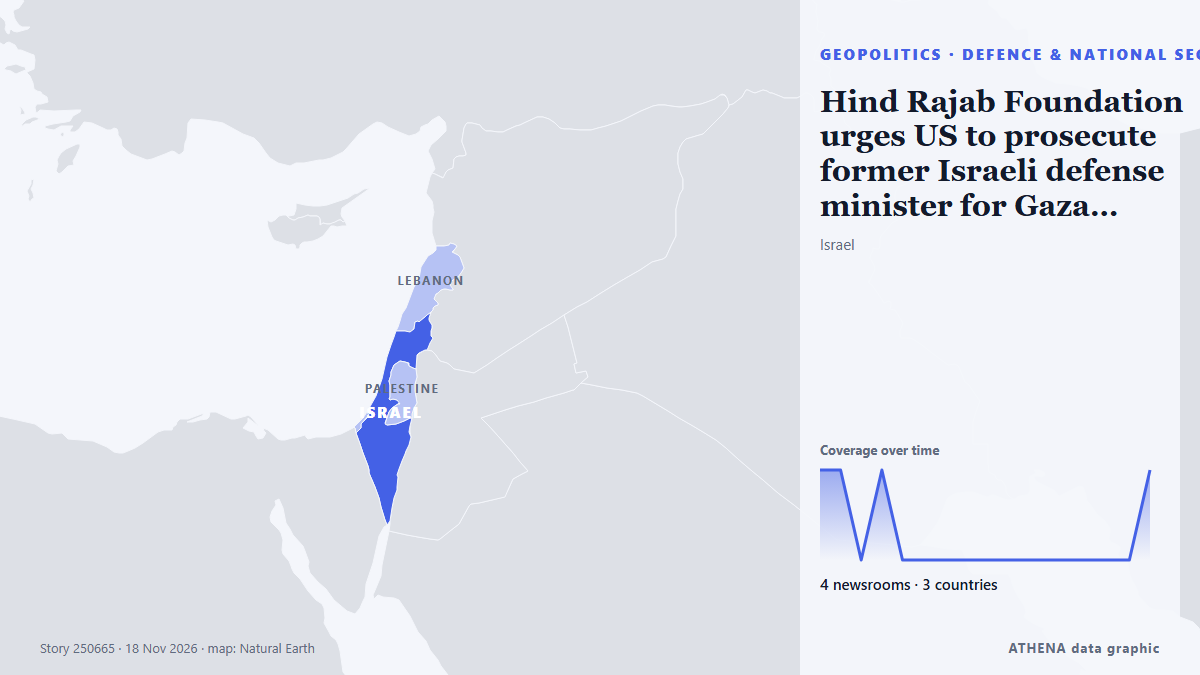 GEOPOLITICS · DEFENCE & NATIONAL SEC
Hind Rajab Foundation
urges US to prosecute
former Israeli defense
minister for Gaza...
Israel
LEBANON
PALESTINE
ISRAEL
Coverage over time
4 newsrooms · 3 countries
Story 250665 · 18 Nov 2026 · map: Natural Earth
ATHENA data graphic